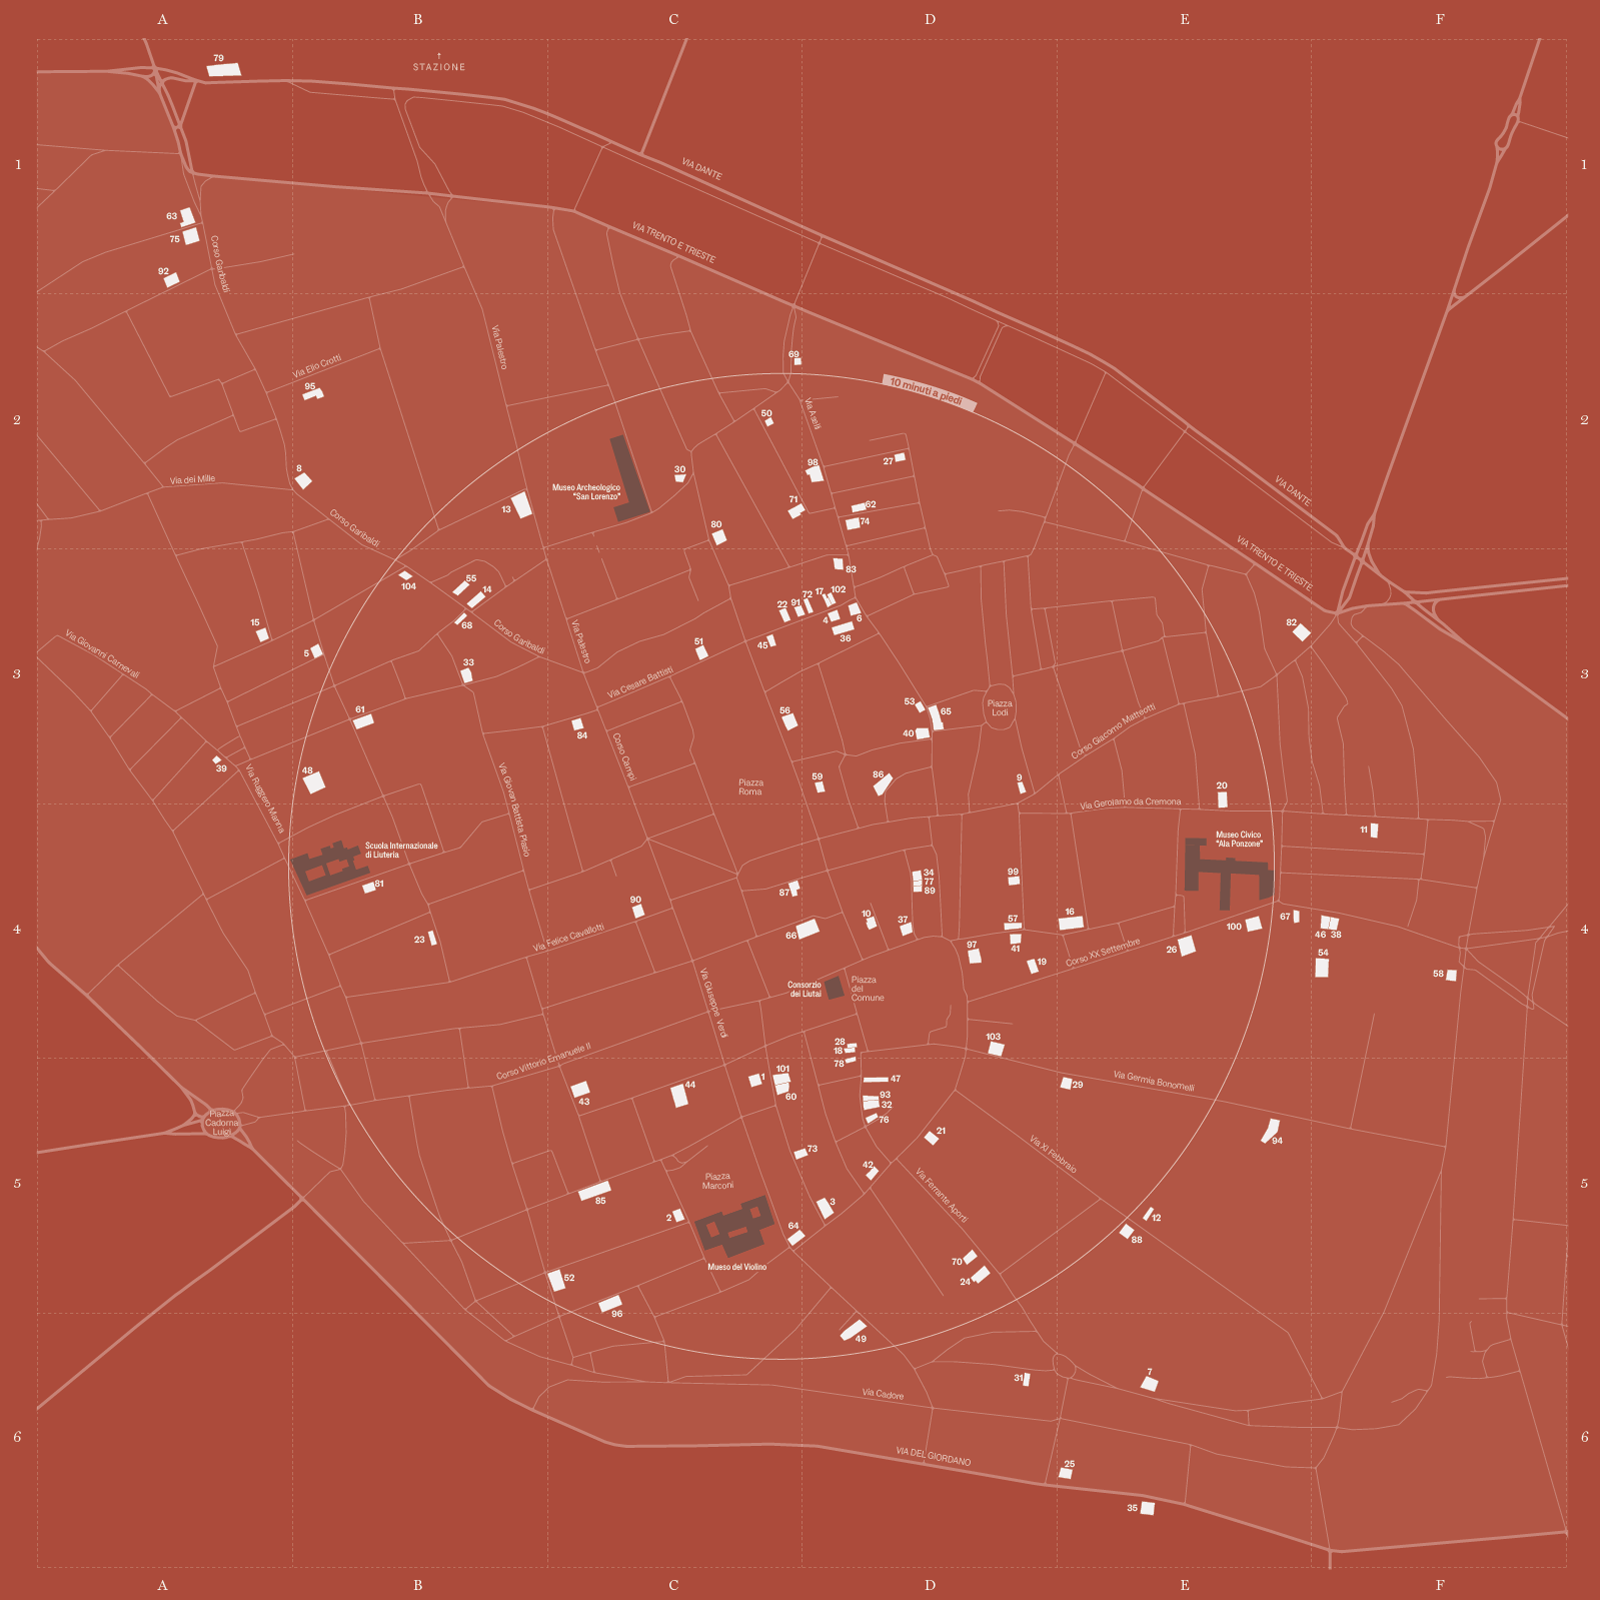 A B C D E F
79
↑
STAZIONE
1 1
VIA DANTE
63
75
Corso Garibaldi
VIA TRENTO E TRIESTE
92
Via Palestro
69
Via Elio Crotti
95
10 minuti a piedi
50
Via Aselli
2 2
27
98
8
30
Via dei Mille
Museo Archeologico
"San Lorenzo"
VIA DANTE
13
71
62
74
Corso Garibaldi
80
VIA TRENTO E TRIESTE
83
104
55
14
68
22 91 72 17 102
4 6
36
15
82
Via Giovanni Carnevali
Corso Garibaldi
Via Palestro
5
51
45
33
3 3
Via Cesare Battisti
61
84
56
53
65
40
Piazza
Lodi
Corso Giacomo Matteotti
39
48
Via Ruggero Manna
Via Giovan Battista Plasio
Corso Campi
Piazza
Roma
59
86
9
20
Via Gerolamo da Cremona
11
Museo Civico
"Ala Ponzone"
Scuola Internazionale
di Liuteria
81
34
77
89
99
87
90
10
37
57
16
67
100
46 38
4 4
66
23
Via Felice Cavallotti
41
97
19
Corso XX Settembre
26
54
58
Via Giuseppe Verdi
Consorzio
dei Liutai
Piazza
del
Comune
28
18
78
103
Corso Vittorio Emanuele II
101
1
60
47
93
32
76
29
Via Germia Bonomelli
43
44
Piazza
Cadorna
Luigi
21
94
73
42
Via XI Febbraio
Piazza
Marconi
5 5
85
2
3
Via Ferrante Aporti
64
12
88
Mueso del Violino
70
24
52
96
49
31
7
Via Cadore
6 6
VIA DEL GIORDANO
25
35
A B C D E F